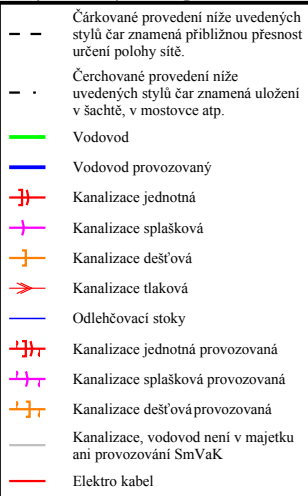 Čárkované provedení níže uvedených
stylů čar znamená přibližnou přesnost
určení polohy sítě.
Čerchované provedení níže
uvedených stylů čar znamená uložení
v šachtě, v mostovce atp.
Vodovod
Vodovod provozovaný
Kanalizace jednotná
Kanalizace splašková
Kanalizace dešťová
Kanalizace tlaková
Odlehčovací stoky
Kanalizace jednotná provozovaná
Kanalizace splašková provozovaná
Kanalizace dešťová provozovaná
Kanalizace, vodovod není v majetku
ani provozování SmVaK
Elektro kabel